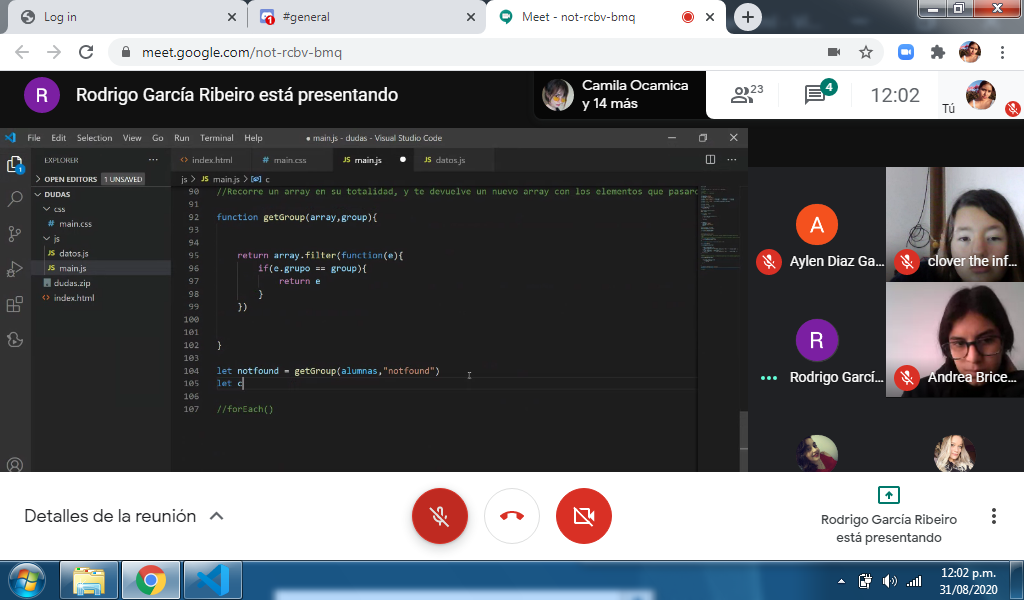 Log in
#general
Meet - not-rcbv-bmq
meet.google.com/not-rcbv-bmq
R
Rodrigo García Ribeiro está presentando
Camila Ocamica
y 14 más
23
4
12:02
Tú
File Edit Selection View Go Run Terminal Help
● main.js - dudas - Visual Studio Code
EXPLORER
index.html
main.css
JS main.js
JS datos.js
OPEN EDITORS 1 UNSAVED
js > JS main.js > c
DUDAS
css
# main.css
js
JS datos.js
JS main.js
dudas.zip
index.html
90 //Recorre un array en su totalidad, y te devuelve un nuevo array con los elementos que pasaro
91
92 function getGroup(array,group){
93
94
95 return array.filter(function(e){
96 if(e.grupo == group){
97 return e
98 }
99 })
100
101
102 }
103
104 let notfound = getGroup(alumnas,"notfound")
105 let c
106
107 //forEach()
A
Aylen Diaz Ga...
clover the inf...
R
Rodrigo Garcí...
Andrea Brice...
Detalles de la reunión
Rodrigo García Ribeiro
está presentando
12:02 p.m.
31/08/2020